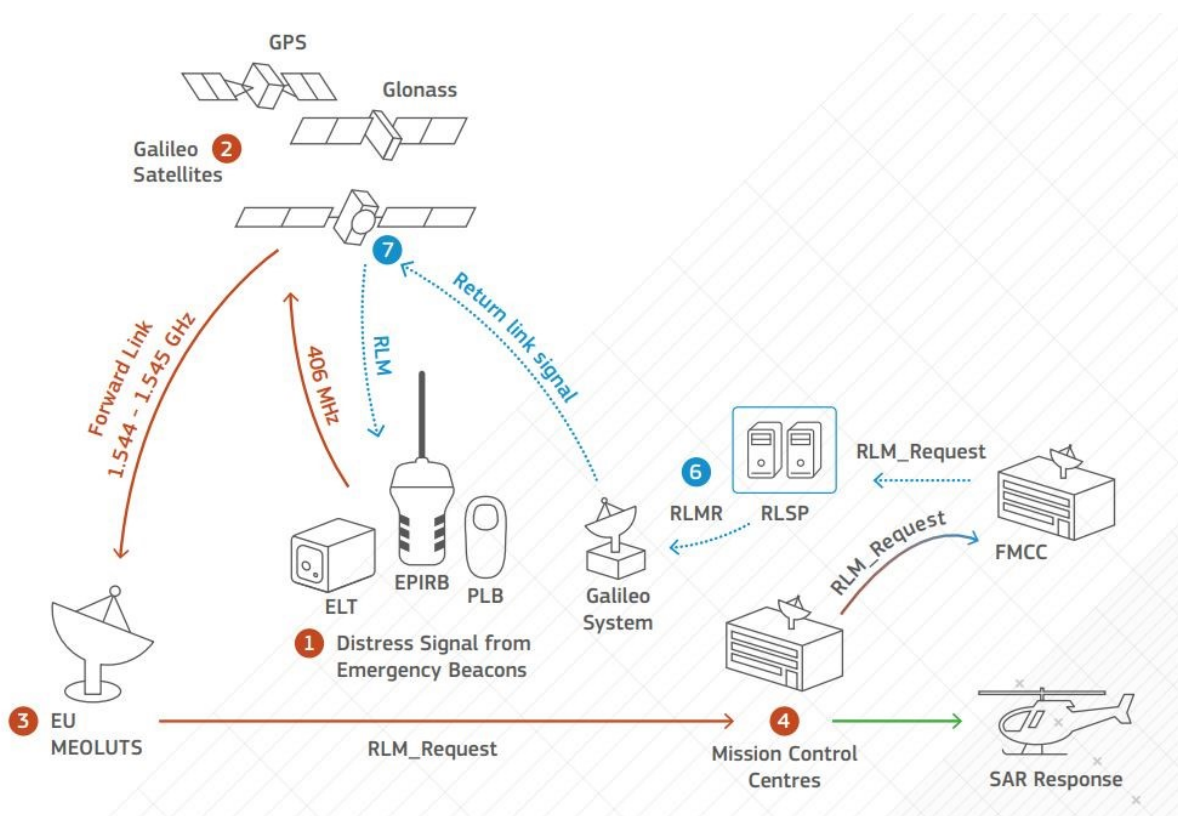 GPS
Glonass
Galileo 2
Satellites
7
Forward Link
1.544 - 1.545 GHz
406 MHz
RLM
Return link signal
6
RLMR
RLSP
RLM_Request
FMCC
RLM_Request
ELT
EPIRB
PLB
Galileo
System
1 Distress Signal from
Emergency Beacons
3 EU
MEOLUTS
RLM_Request
4
Mission Control
Centres
SAR Response